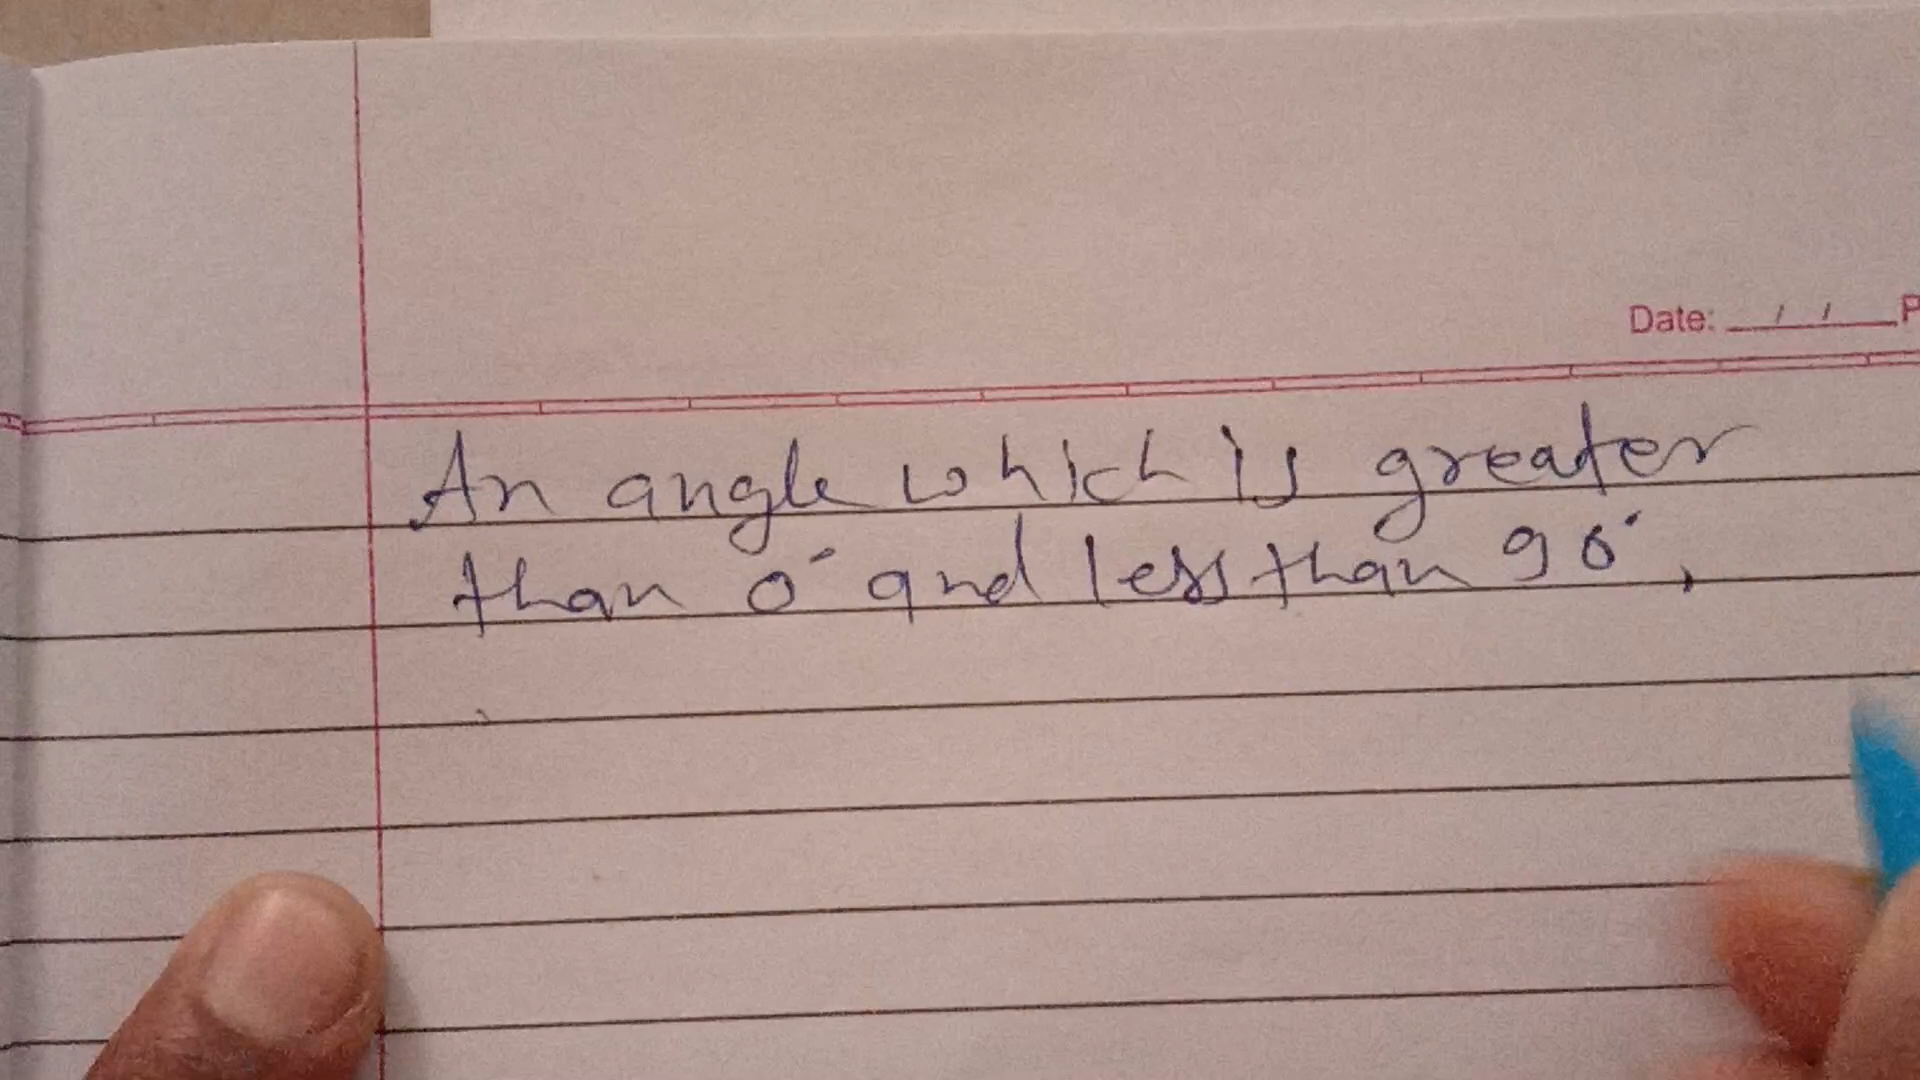 Date: / / P
An angle which is greater
than 0° and less than 90°,